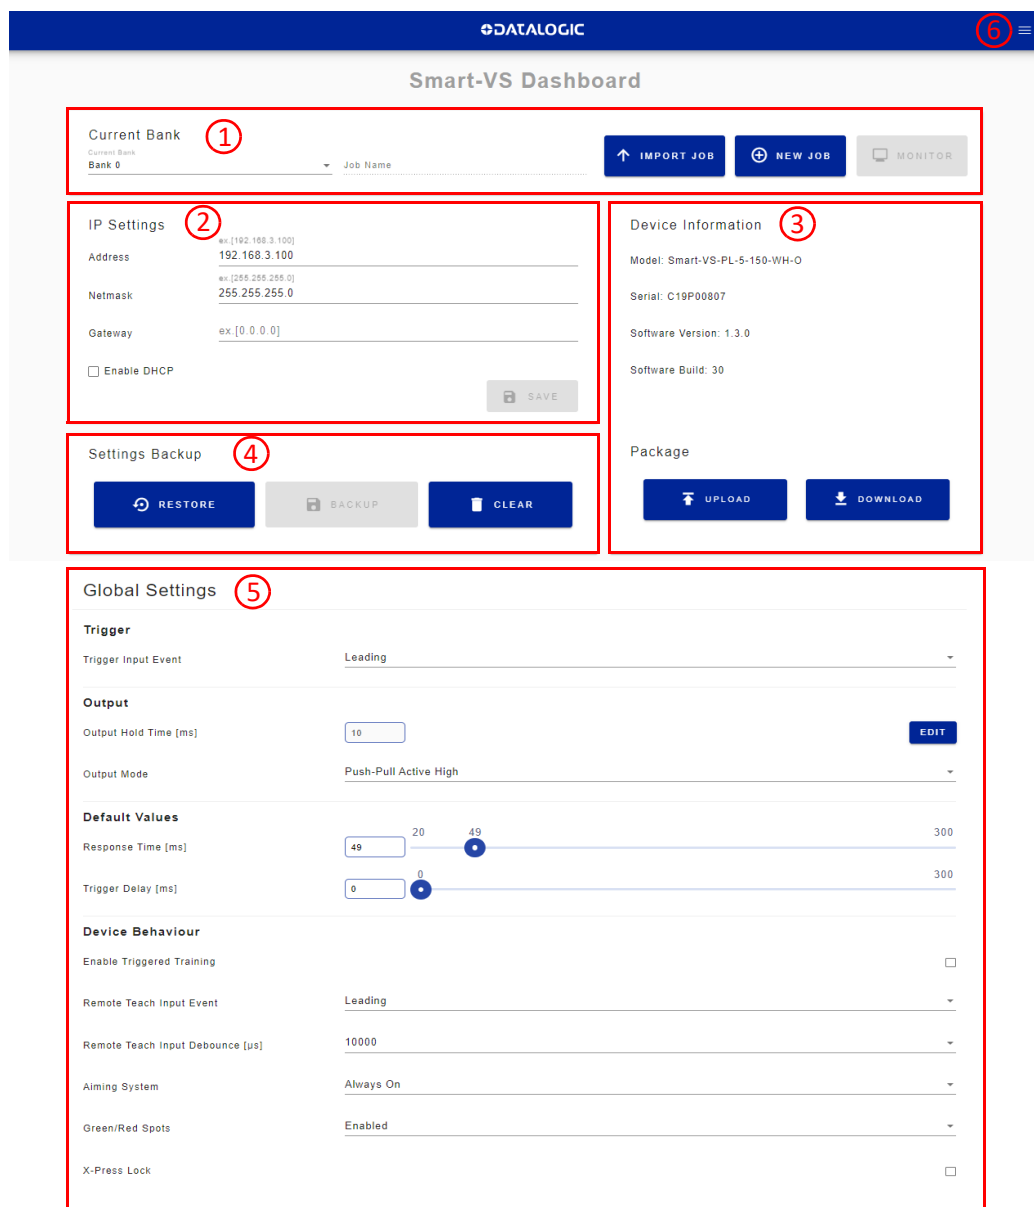 DATALOGIC
6
Smart-VS Dashboard
Current Bank
1
Current Bank
Bank 0
Job Name
IMPORT JOB
NEW JOB
MONITOR
IP Settings
2
ex.[192.168.3.100]
Address
192.168.3.100
ex.[255.255.255.0]
Netmask
255.255.255.0
Gateway
ex.[0.0.0.0]
Enable DHCP
SAVE
Device Information
3
Model: Smart-VS-PL-5-150-WH-O
Serial: C19P00807
Software Version: 1.3.0
Software Build: 30
Package
UPLOAD
DOWNLOAD
Settings Backup
4
RESTORE
BACKUP
CLEAR
Global Settings
5
Trigger
Trigger Input Event
Leading
Output
Output Hold Time [ms]
10
EDIT
Output Mode
Push-Pull Active High
Default Values
20 49 300
Response Time [ms]
49
0 300
Trigger Delay [ms]
0
Device Behaviour
Enable Triggered Training
Remote Teach Input Event
Leading
Remote Teach Input Debounce [µs]
10000
Aiming System
Always On
Green/Red Spots
Enabled
X-Press Lock